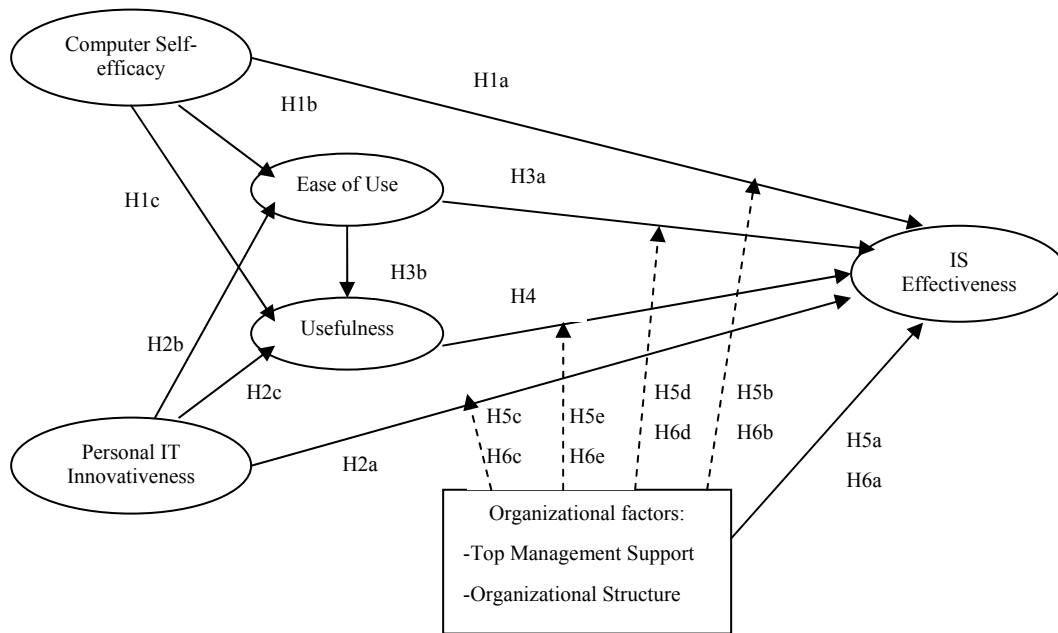 Computer Self-
efficacy
H1a
H1b
Ease of Use
H3a
H1c
H3b
IS
Effectiveness
H4
Usefulness
H2b
H2c
H5c
H6c
H5e
H6e
H5d
H6d
H5b
H6b
Personal IT
Innovativeness
H2a
H5a
H6a
Organizational factors:
-Top Management Support
-Organizational Structure